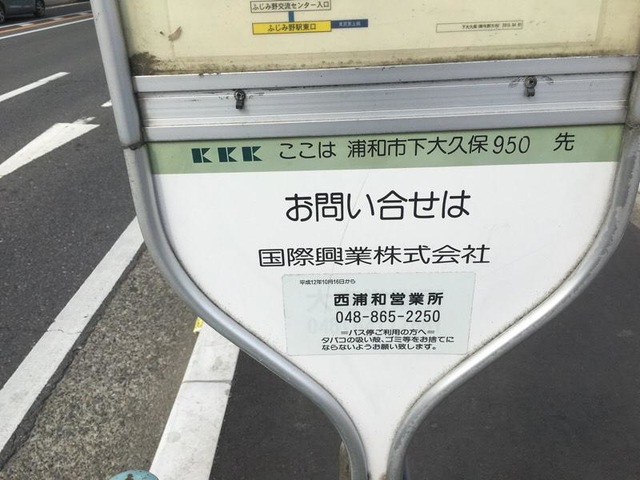 ふじみ野交流センター入口
ふじみ野駅東口
KKK ここは 浦和市下大久保950 先
お問い合せは
国際興業株式会社
平成12年10月16日から
西浦和営業所
048-865-2250
=バス停ご利用の方へ=
タバコの吸い殻、ゴミ等をお捨てに
ならないようお願い致します。